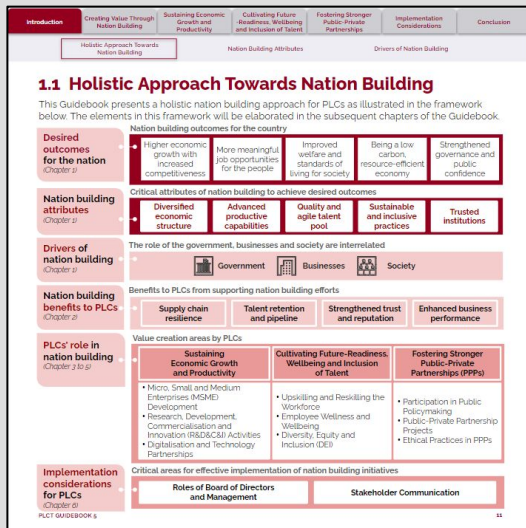 Introduction
Creating Value Through
Nation Building
Sustaining Economic
Growth and
Productivity
Cultivating Future
-Readiness, Wellbeing
and Inclusion of Talent
Fostering Stronger
Public-Private
Partnerships
Implementation
Considerations
Conclusion
Holistic Approach Towards
Nation Building
Nation Building Attributes
Drivers of Nation Building
1.1 Holistic Approach Towards Nation Building
This Guidebook presents a holistic nation building approach for PLCs as illustrated in the framework
below. The elements in this framework will be elaborated in the subsequent chapters of the Guidebook.
Desired
outcomes
for the nation
(Chapter 1)
Nation building outcomes for the country
Higher economic
growth with
increased
competitiveness
More meaningful
job opportunities
for the people
Improved
welfare and
standards of
living for society
Being a low
carbon,
resource-efficient
economy
Strengthened
governance and
public
confidence
Nation building
attributes
(Chapter 1)
Critical attributes of nation building to achieve desired outcomes
Diversified
economic
structure
Advanced
productive
capabilities
Quality and
agile talent
pool
Sustainable
and inclusive
practices
Trusted
institutions
Drivers of
nation building
(Chapter 1)
The role of the government, businesses and society are interrelated
Government
Businesses
Society
Nation building
benefits to PLCs
(Chapter 2)
Benefits to PLCs from supporting nation building efforts
Supply chain
resilience
Talent retention
and pipeline
Strengthened trust
and reputation
Enhanced business
performance
PLCs' role in
nation building
(Chapter 3 to 5)
Value creation areas by PLCs
Sustaining
Economic Growth
and Productivity
• Micro, Small and Medium
Enterprises (MSME)
Development
• Research, Development,
Commercialisation and
Innovation (R&D&C&I) Activities
• Digitalisation and Technology
Partnerships
Cultivating Future-Readiness,
Wellbeing and Inclusion
of Talent
• Upskilling and Reskilling the
Workforce
• Employee Wellness and
Wellbeing
• Diversity, Equity and
Inclusion (DEI)
Fostering Stronger
Public-Private
Partnerships (PPPs)
• Participation in Public
Policymaking
• Public-Private Partnership
Projects
• Ethical Practices in PPPs
Implementation
considerations
for PLCs
(Chapter 6)
Critical areas for effective implementation of nation building initiatives
Roles of Board of Directors
and Management
Stakeholder Communication
PLCT GUIDEBOOK 5
11